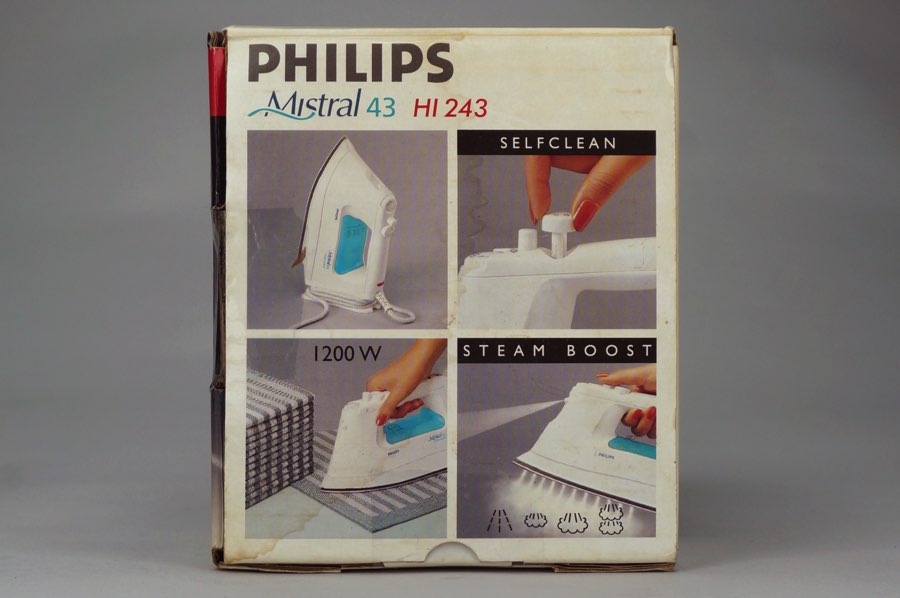 PHILIPS
Mistral 43 HI 243
SELFCLEAN
1200 W
STEAM BOOST
PHILIPS